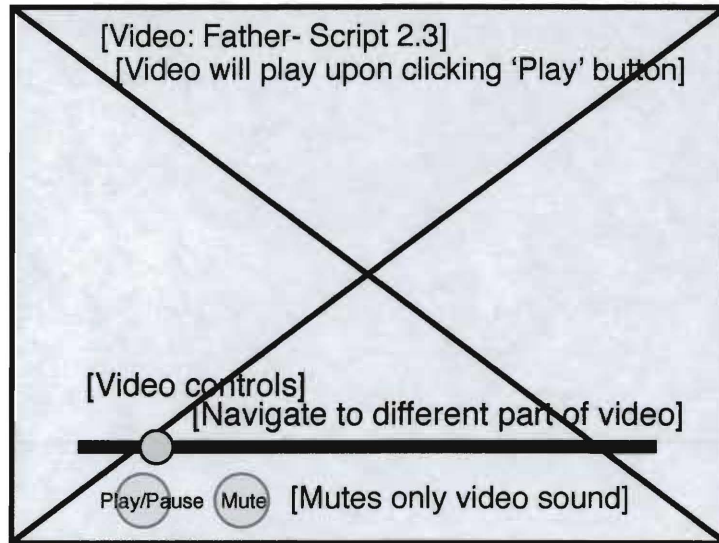 [Video: Father- Script 2.3]
[Video will play upon clicking ‘Play’ button]
[Video controls]
[Navigate to different part of video]
Play/Pause Mute [Mutes only video sound]